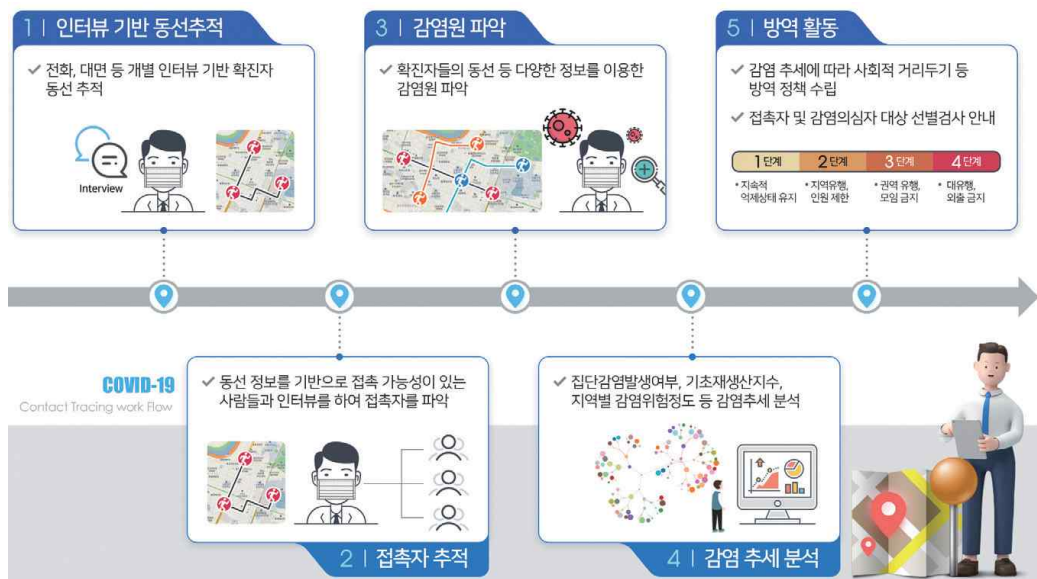 1 | 인터뷰 기반 동선추적
✓ 전화, 대면 등 개별 인터뷰 기반 확진자
동선 추적
Interview
3 | 감염원 파악
✓ 확진자들의 동선 등 다양한 정보를 이용한
감염원 파악
5 | 방역 활동
✓ 감염 추세에 따라 사회적 거리두기 등
방역 정책 수립
✓ 접촉자 및 감염의심자 대상 선별검사 안내
1 단계 2 단계 3 단계 4 단계
• 지속적 • 지역유행, • 권역 유행, • 대유행,
억제상태 유지 인원 제한 모임 금지 외출 금지
COVID-19
Contact Tracing work Flow
✓ 동선 정보를 기반으로 접촉 가능성이 있는
사람들과 인터뷰를 하여 접촉자를 파악
2 | 접촉자 추적
✓ 집단감염발생여부, 기초재생산지수,
지역별 감염위험정도 등 감염추세 분석
4 | 감염 추세 분석